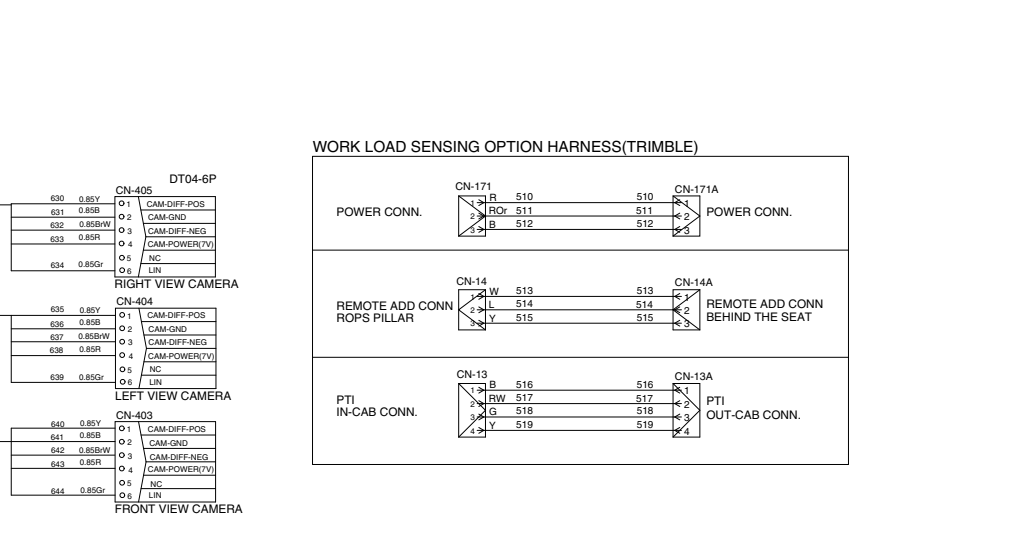 DT04-6P
CN-405
630 0.85Y 1 CAM-DIFF-POS
631 0.85B 2 CAM-GND
632 0.85BrW 3 CAM-DIFF-NEG
633 0.85R 4 CAM-POWER(7V)
5 NC
634 0.85Gr 6 LIN
RIGHT VIEW CAMERA
CN-404
635 0.85Y 1 CAM-DIFF-POS
636 0.85B 2 CAM-GND
637 0.85BrW 3 CAM-DIFF-NEG
638 0.85R 4 CAM-POWER(7V)
5 NC
639 0.85Gr 6 LIN
LEFT VIEW CAMERA
CN-403
640 0.85Y 1 CAM-DIFF-POS
641 0.85B 2 CAM-GND
642 0.85BrW 3 CAM-DIFF-NEG
643 0.85R 4 CAM-POWER(7V)
5 NC
644 0.85Gr 6 LIN
FRONT VIEW CAMERA
WORK LOAD SENSING OPTION HARNESS(TRIMBLE)
POWER CONN.
CN-171
CN-171A
1 R 510 510 1
2 ROr 511 511 2
3 B 512 512 3
POWER CONN.
REMOTE ADD CONN
ROPS PILLAR
CN-14
CN-14A
1 W 513 513 1
2 L 514 514 2
3 Y 515 515 3
REMOTE ADD CONN
BEHIND THE SEAT
PTI
IN-CAB CONN.
CN-13
CN-13A
1 B 516 516 1
2 RW 517 517 2
3 G 518 518 3
4 Y 519 519 4
PTI
OUT-CAB CONN.